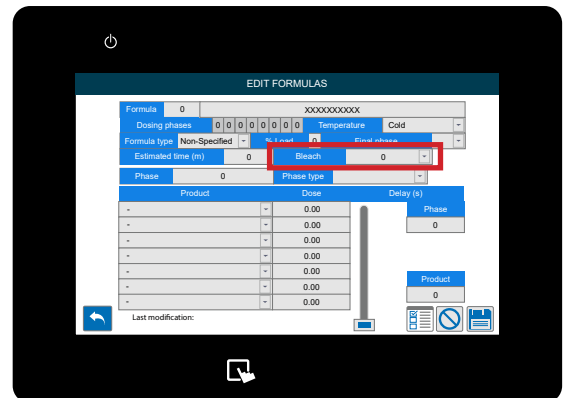 EDIT FORMULAS
Formula 0 XXXXXXXXXX
Dosing phases 0 0 0 0 0 0 0 0 Temperature Cold
Formula type Non-Specified % Load 0 Final phase
Estimated time (m) 0 Bleach 0
Phase 0 Phase type
Product Dose Delay (s)
- 0.00 Phase
- 0.00 0
- 0.00
- 0.00
- 0.00 Product
- 0.00 0
- 0.00
Last modification: